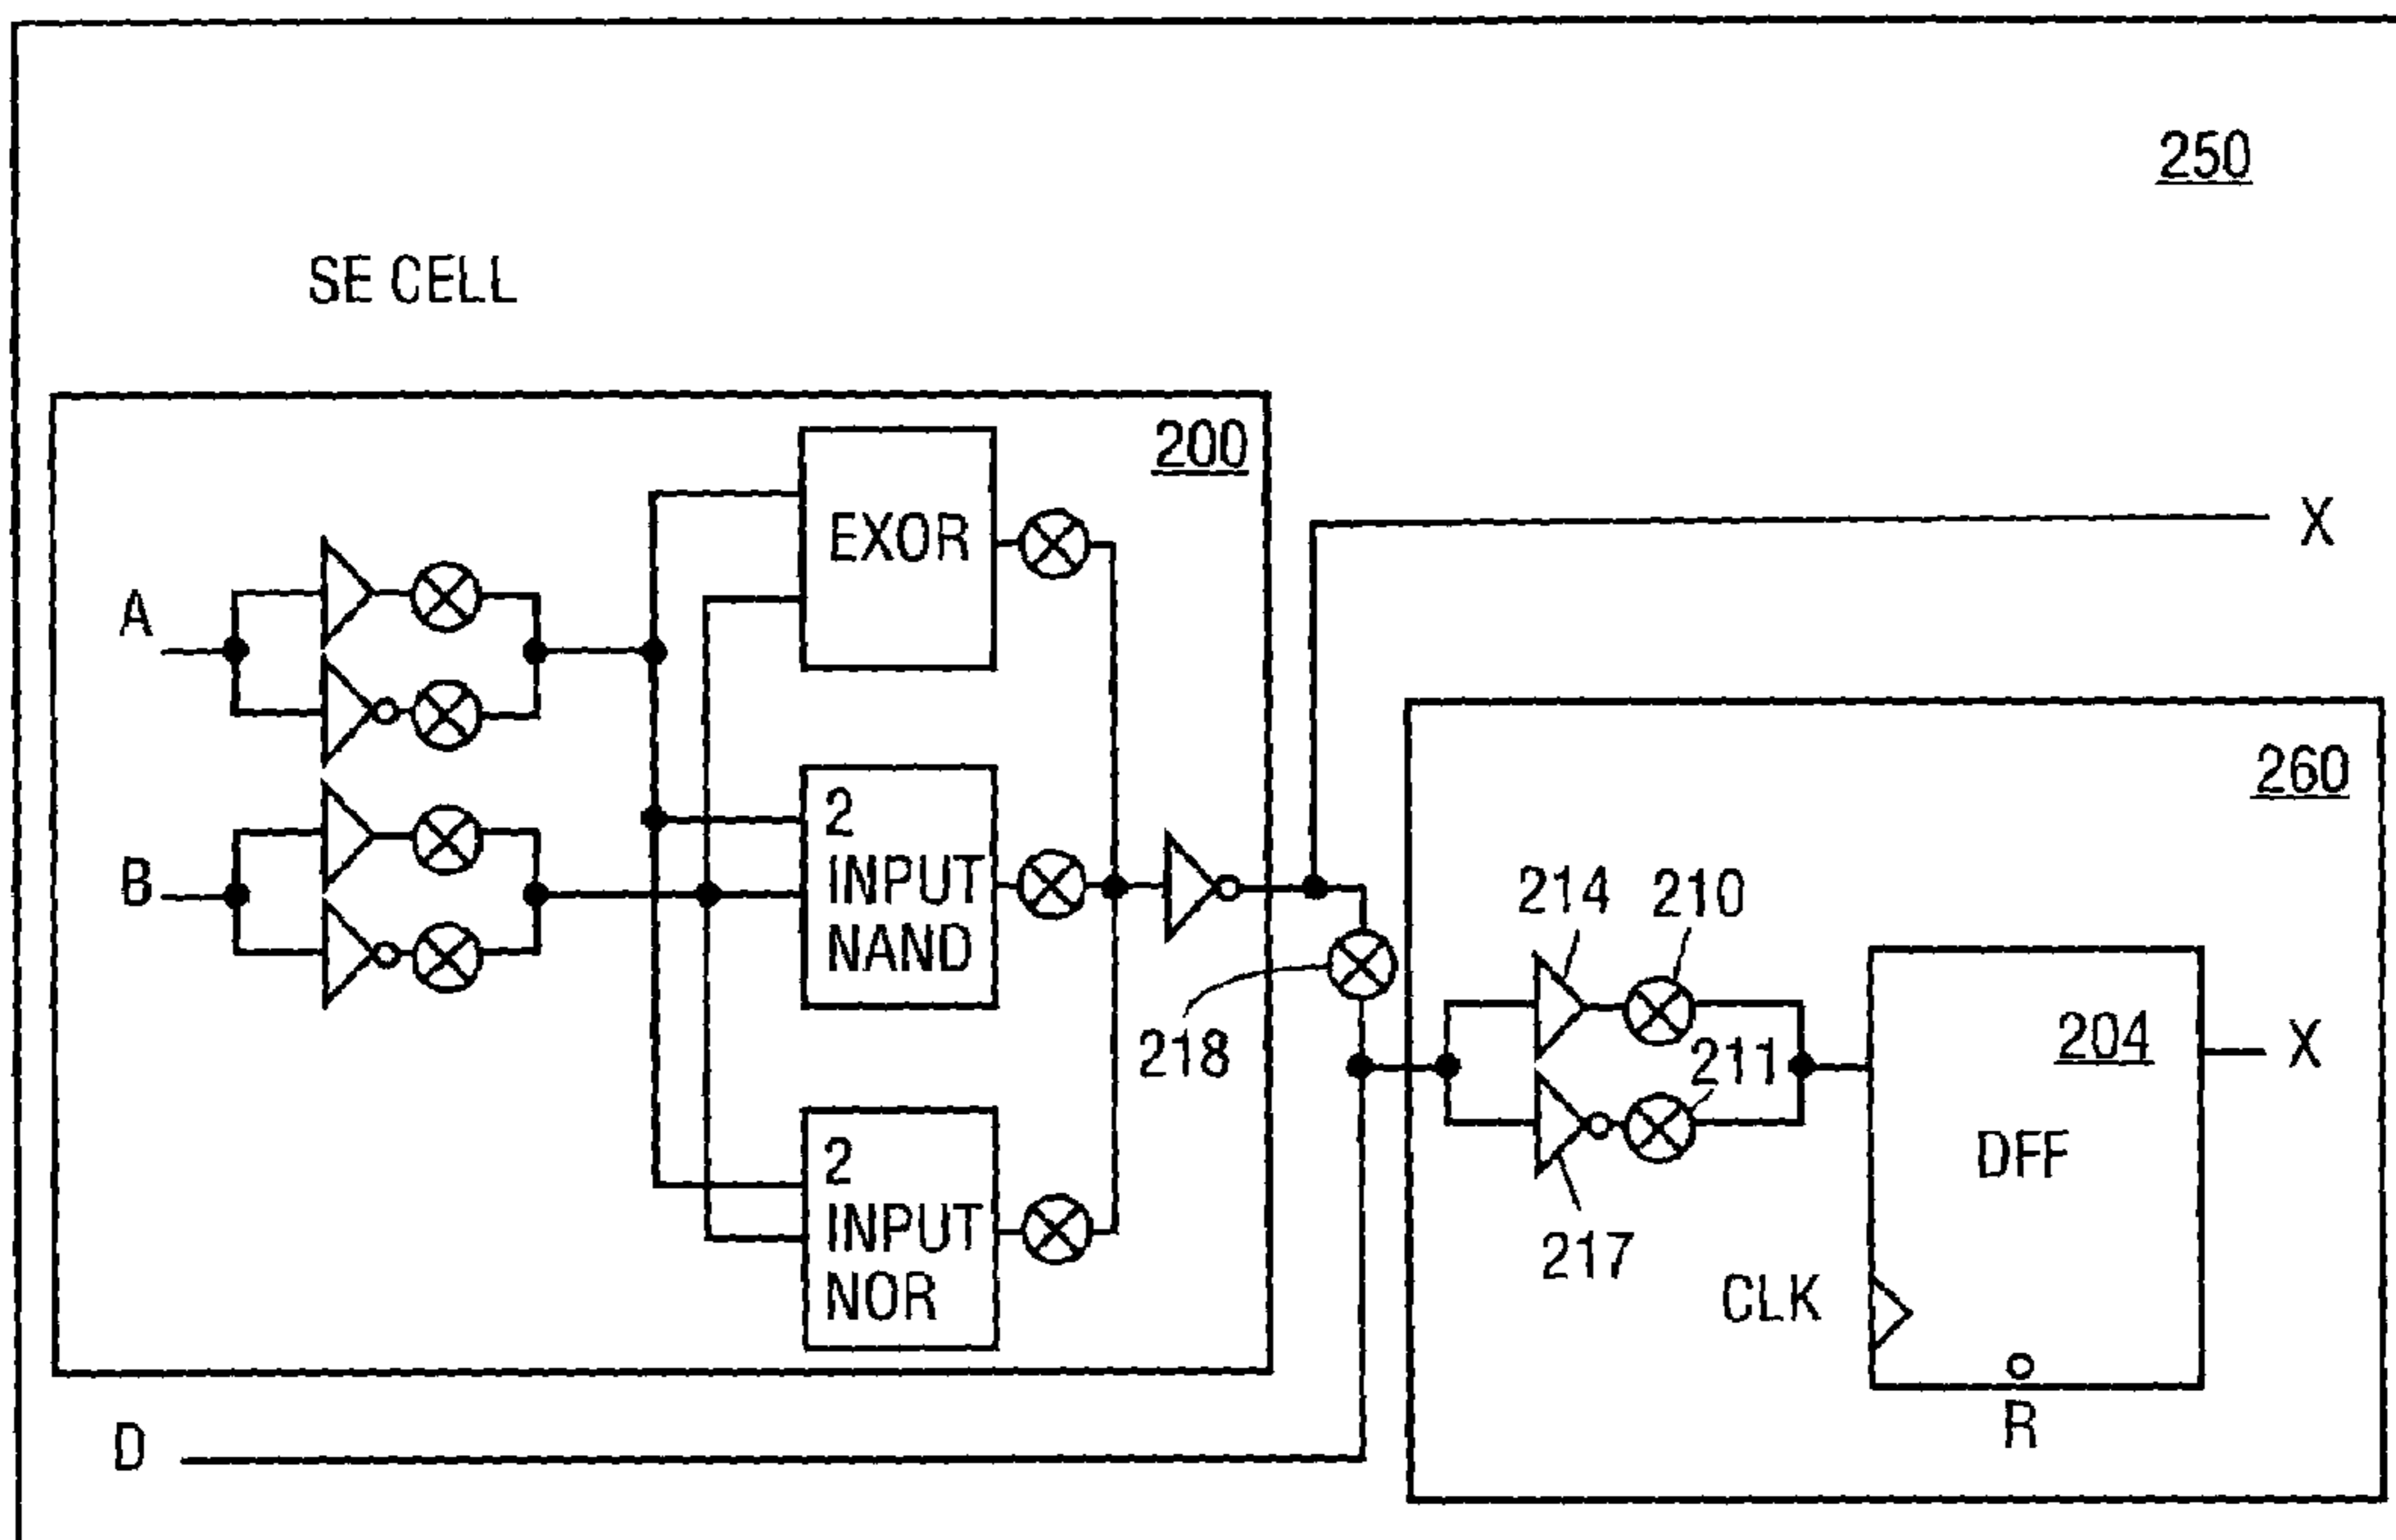 250
SE CELL
200
EXOR
X
A
260
2
INPUT
NAND
B
214
210
218
211
204
X
DFF
2
INPUT
NOR
217
CLK
R
D